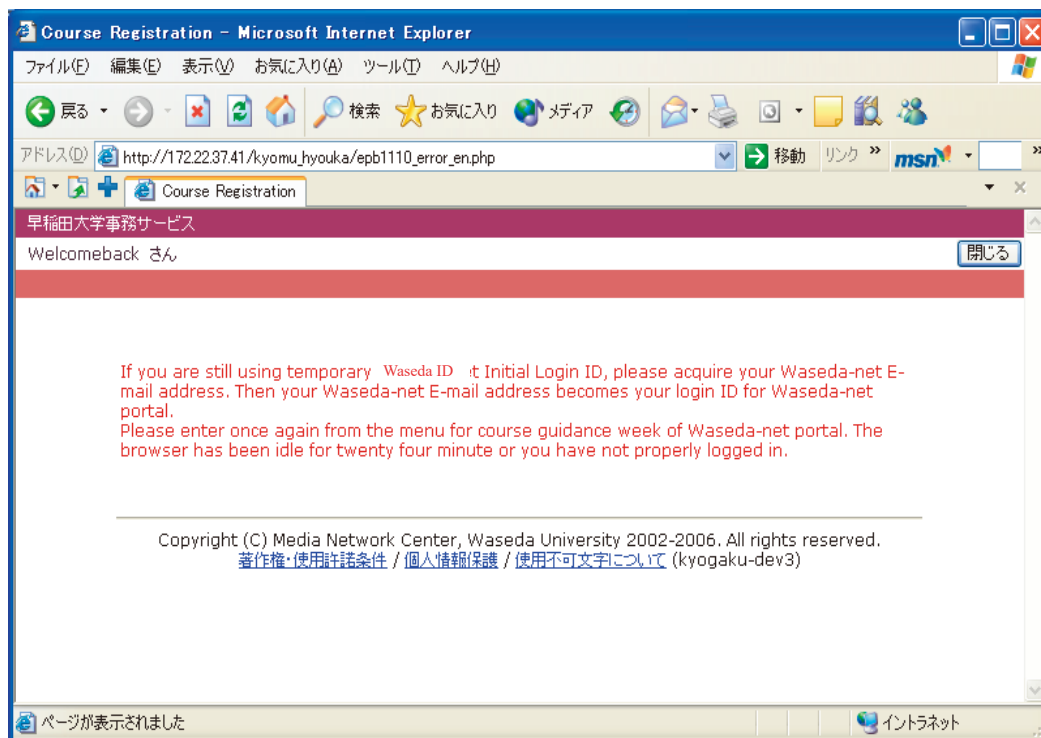 Course Registration - Microsoft Internet Explorer
ファイル(F) 編集(E) 表示(V) お気に入り(A) ツール(T) ヘルプ(H)
戻る 検索 お気に入り メディア
アドレス(D) http://172.22.37.41/kyomu_hyouka/epb1110_error_en.php 移動 リンク » msn »
Course Registration
早稲田大学事務サービス
Welcomeback さん 閉じる
If you are still using temporary Waseda ID t Initial Login ID, please acquire your Waseda-net E-
mail address. Then your Waseda-net E-mail address becomes your login ID for Waseda-net
portal.
Please enter once again from the menu for course guidance week of Waseda-net portal. The
browser has been idle for twenty four minute or you have not properly logged in.
Copyright (C) Media Network Center, Waseda University 2002-2006. All rights reserved.
著作権・使用許諾条件 / 個人情報保護 / 使用不可文字について (kyogaku-dev3)
ページが表示されました イントラネット